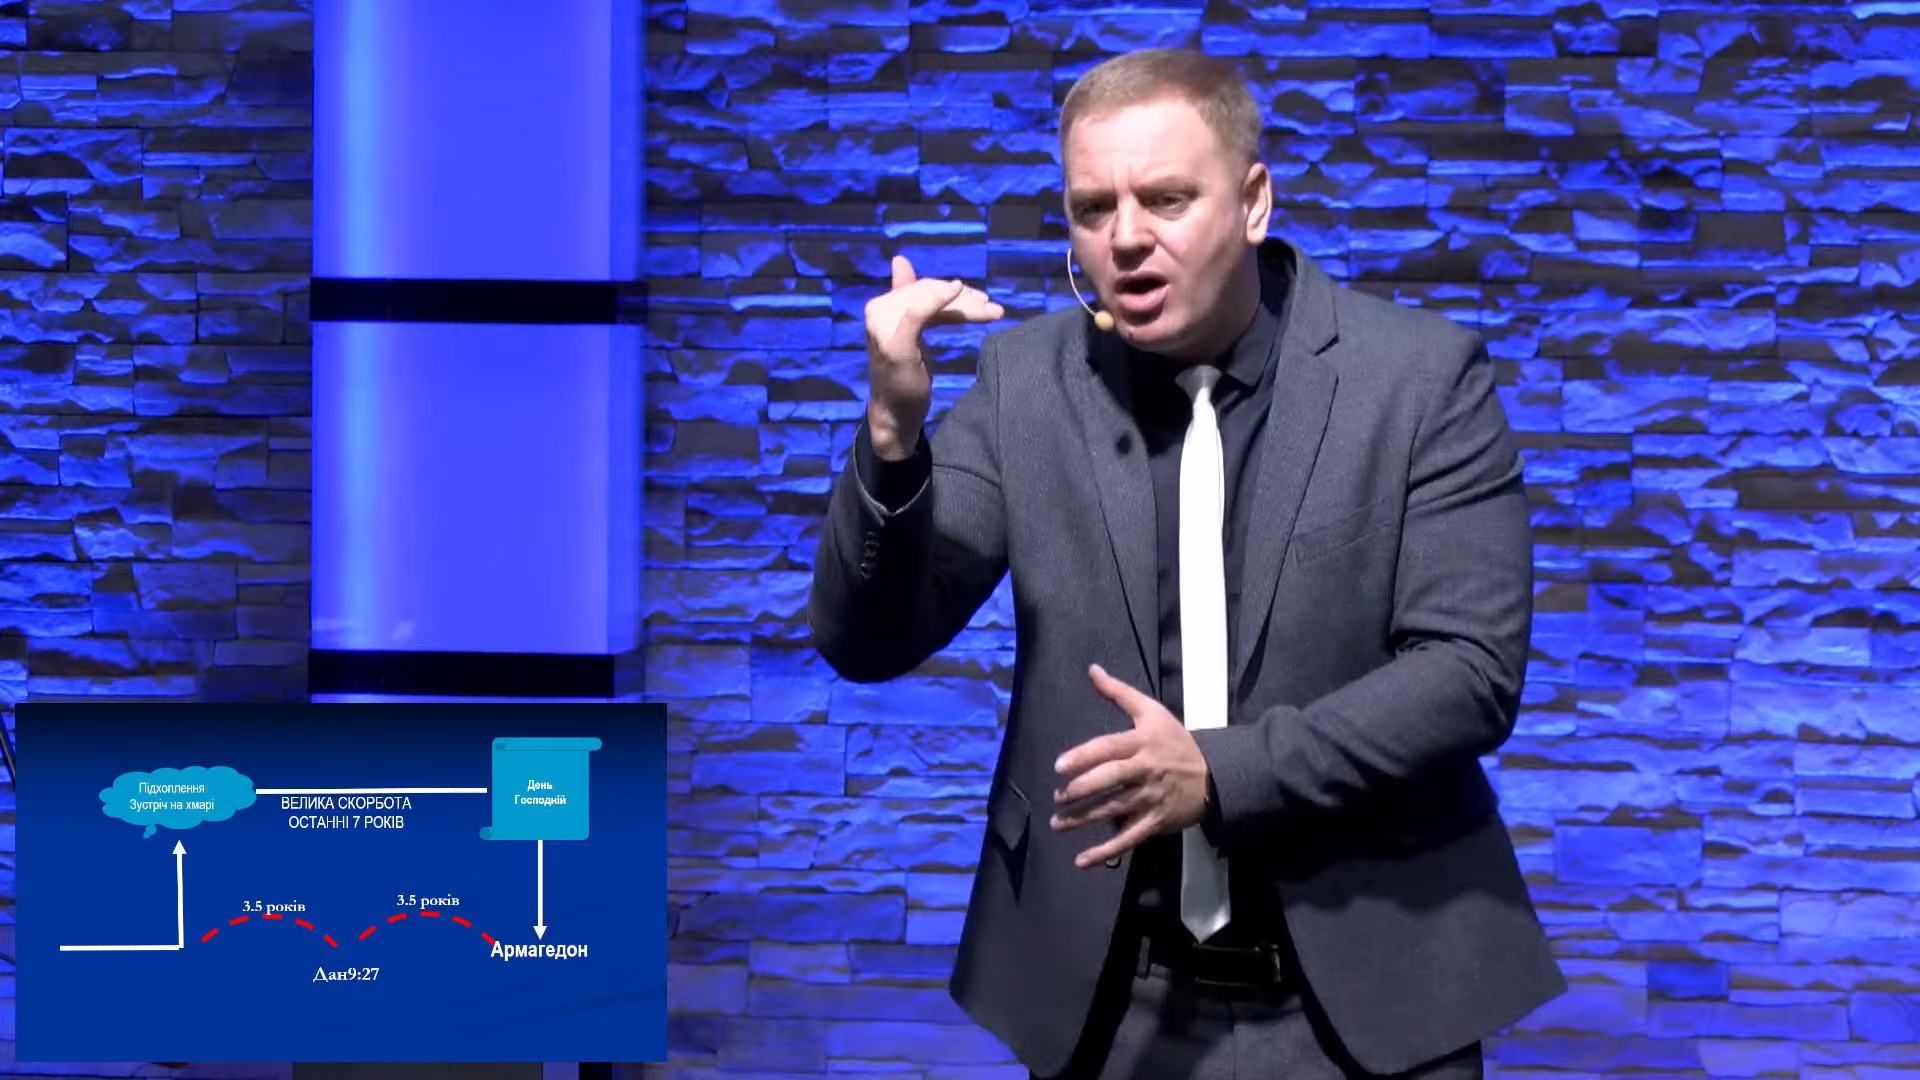 Підхоплення
Зустріч на хмарі
ВЕЛИКА СКОРБОТА
ОСТАННІ 7 РОКІВ
День
Господній
3.5 років
3.5 років
Армагедон
Дан9:27